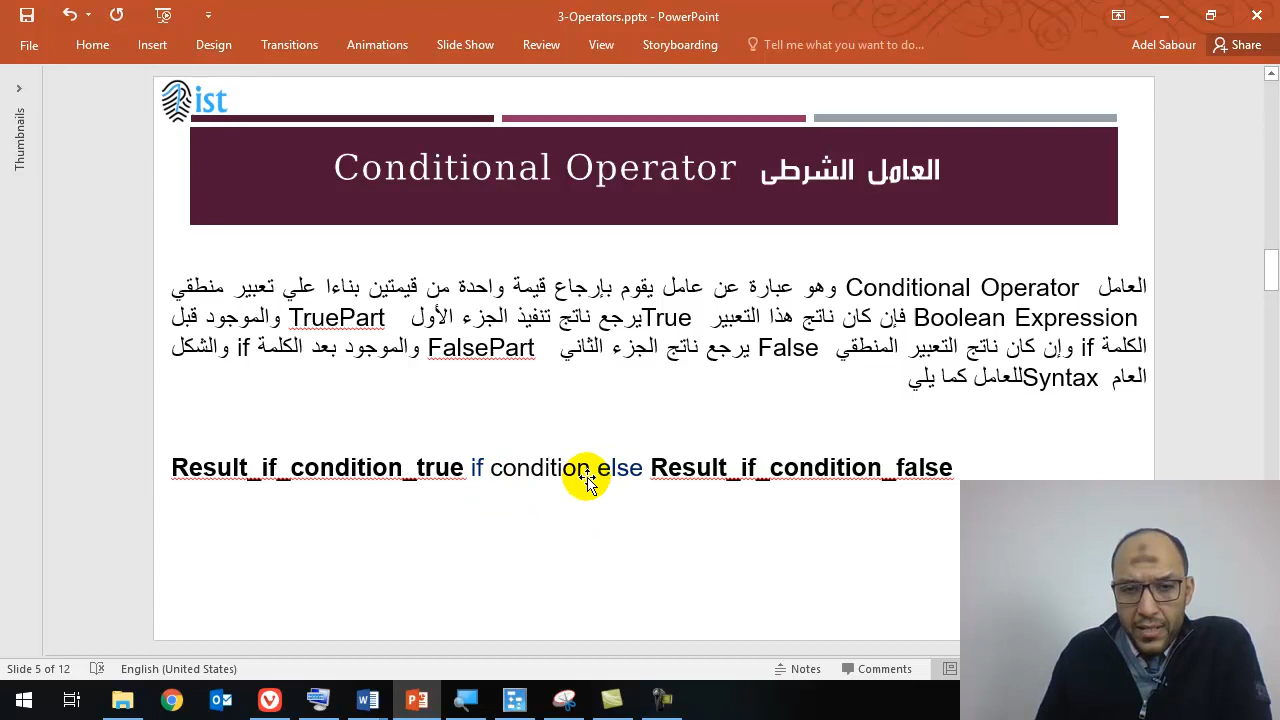 3-Operators.pptx - PowerPoint
File Home Insert Design Transitions Animations Slide Show Review View Storyboarding Tell me what you want to do... Adel Sabour Share
Thumbnails
ist
Conditional Operator العامل الشرطى
العامل Conditional Operator وهو عبارة عن عامل يقوم بإرجاع قيمة واحدة من قيمتين بناءا علي تعبير منطقي
Boolean Expression فإن كان ناتج هذا التعبير Trueيرجع ناتج تنفيذ الجزء الأول TruePart والموجود قبل
الكلمة if وإن كان ناتج التعبير المنطقي False يرجع ناتج الجزء الثاني FalsePart والموجود بعد الكلمة if والشكل
العام Syntaxللعامل كما يلي
Result_if_condition_true if condition else Result_if_condition_false
Slide 5 of 12 English (United States) Notes Comments